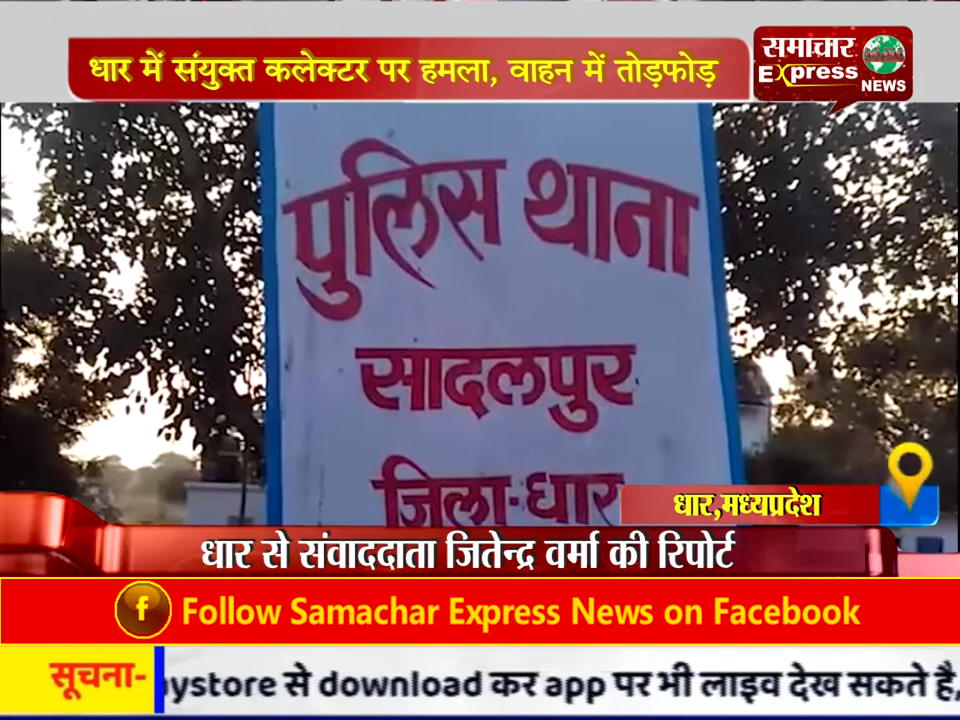 धार में संयुक्त कलेक्टर पर हमला, वाहन में तोड़फोड़
समाचार
Express
NEWS
पुलिस थाना
सादलपुर
जिला-धार
धार,मध्यप्रदेश
धार से संवाददाता जितेन्द्र वर्मा की रिपोर्ट
f Follow Samachar Express News on Facebook
सूचना- ystore से download कर app पर भी लाइव देख सकते है,